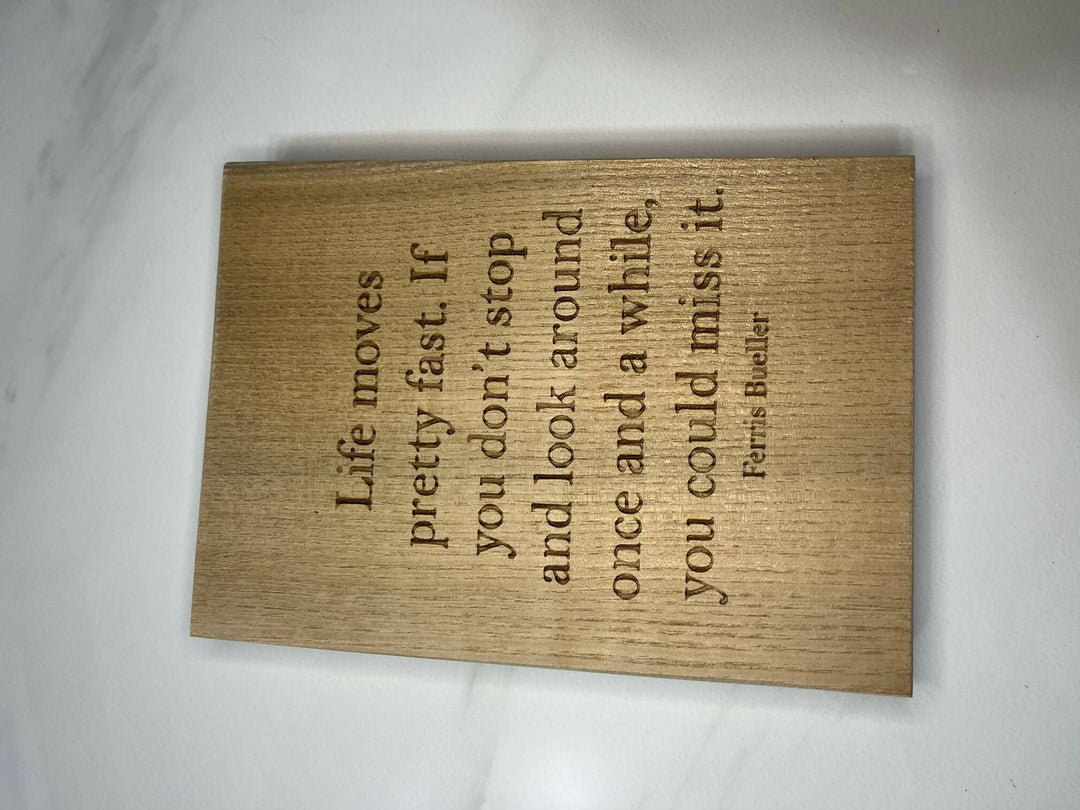 Life moves
pretty fast. If
you don't stop
and look around
once and a while,
you could miss it.
Ferris Bueller